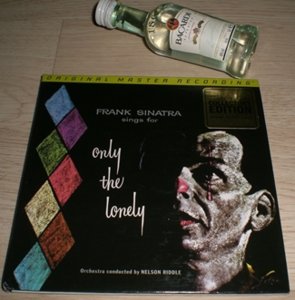 BACARDI
ORIGINAL MASTER RECORDING
FRANK SINATRA
sings for
EDITION
only
the
lonely
Orchestra conducted by NELSON RIDDLE